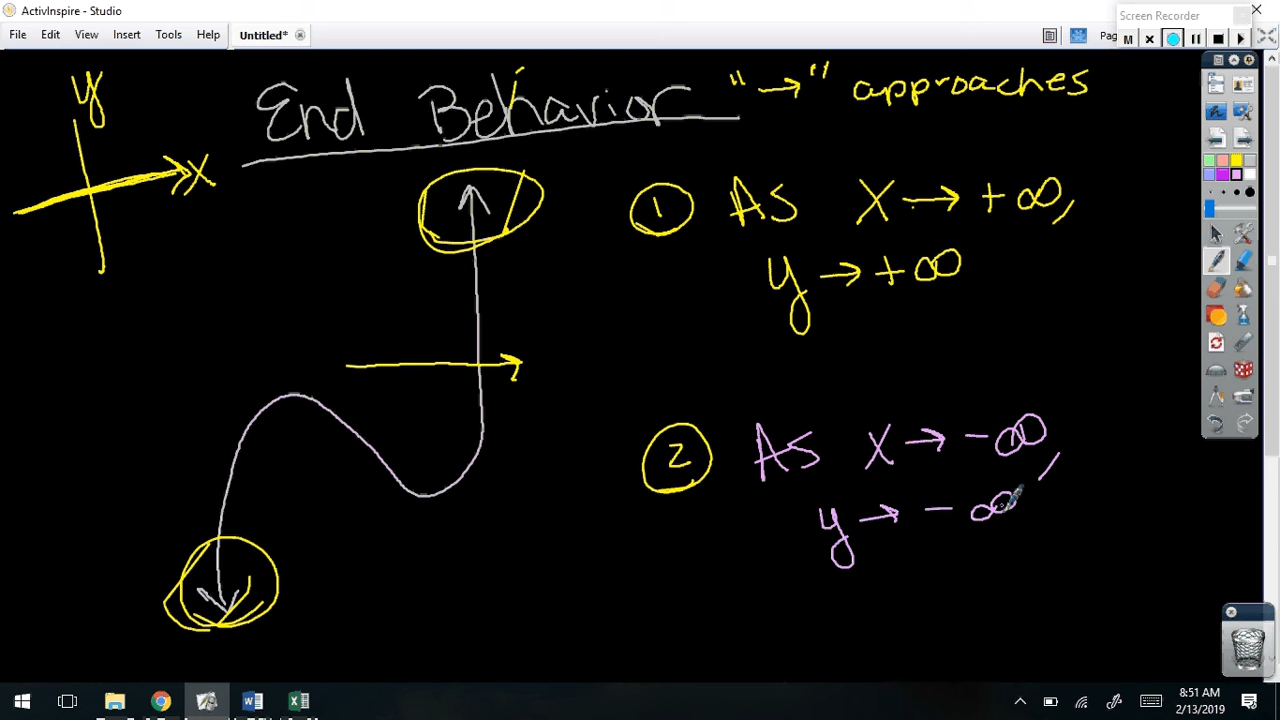 ActivInspire - Studio
Screen Recorder
File Edit View Insert Tools Help Untitled*
M
y
x
End Behavior
"→" approaches
1 As x → +∞,
y → +∞
2 As x → -∞,
y → -∞
8:51 AM
2/13/2019